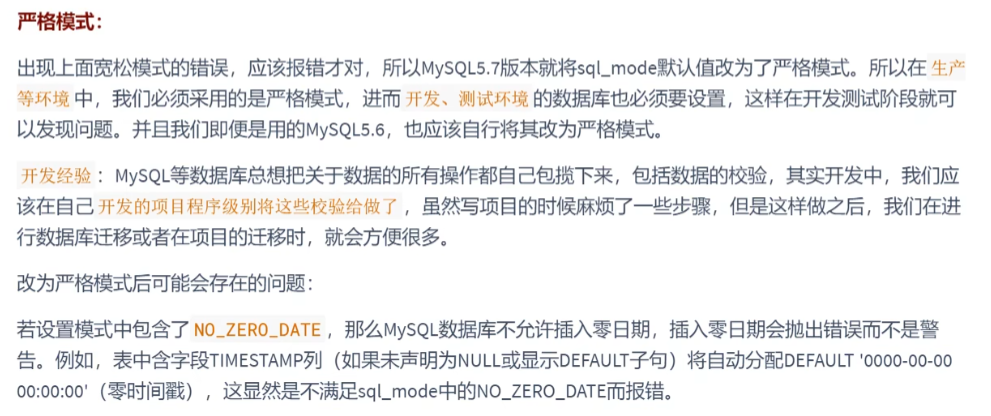 严格模式：
出现上面宽松模式的错误，应该报错才对，所以MySQL5.7版本就将sql_mode默认值改为了严格模式。所以在 生产
等环境 中，我们必须采用的是严格模式，进而 开发、测试环境 的数据库也必须要设置，这样在开发测试阶段就可
以发现问题。并且我们即便是用的MySQL5.6，也应该自行将其改为严格模式。
开发经验 ：MySQL等数据库总想把关于数据的所有操作都自己包揽下来，包括数据的校验，其实开发中，我们应
该在自己 开发的项目程序级别将这些校验给做了 ，虽然写项目的时候麻烦了一些步骤，但是这样做之后，我们在进
行数据库迁移或者在项目的迁移时，就会方便很多。
改为严格模式后可能会存在的问题：
若设置模式中包含了 NO_ZERO_DATE ，那么MySQL数据库不允许插入零日期，插入零日期会抛出错误而不是警
告。例如，表中含字段TIMESTAMP列（如果未声明为NULL或显示DEFAULT子句）将自动分配DEFAULT '0000-00-00
00:00:00'（零时间戳），这显然是不满足sql_mode中的NO_ZERO_DATE而报错。